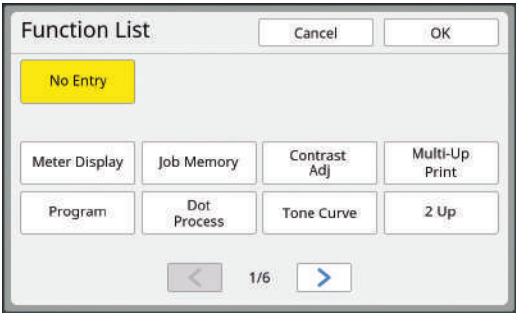 Function List
Cancel
OK
No Entry
Meter Display
Job Memory
Contrast
Adj
Multi-Up
Print
Program
Dot
Process
Tone Curve
2 Up
1/6